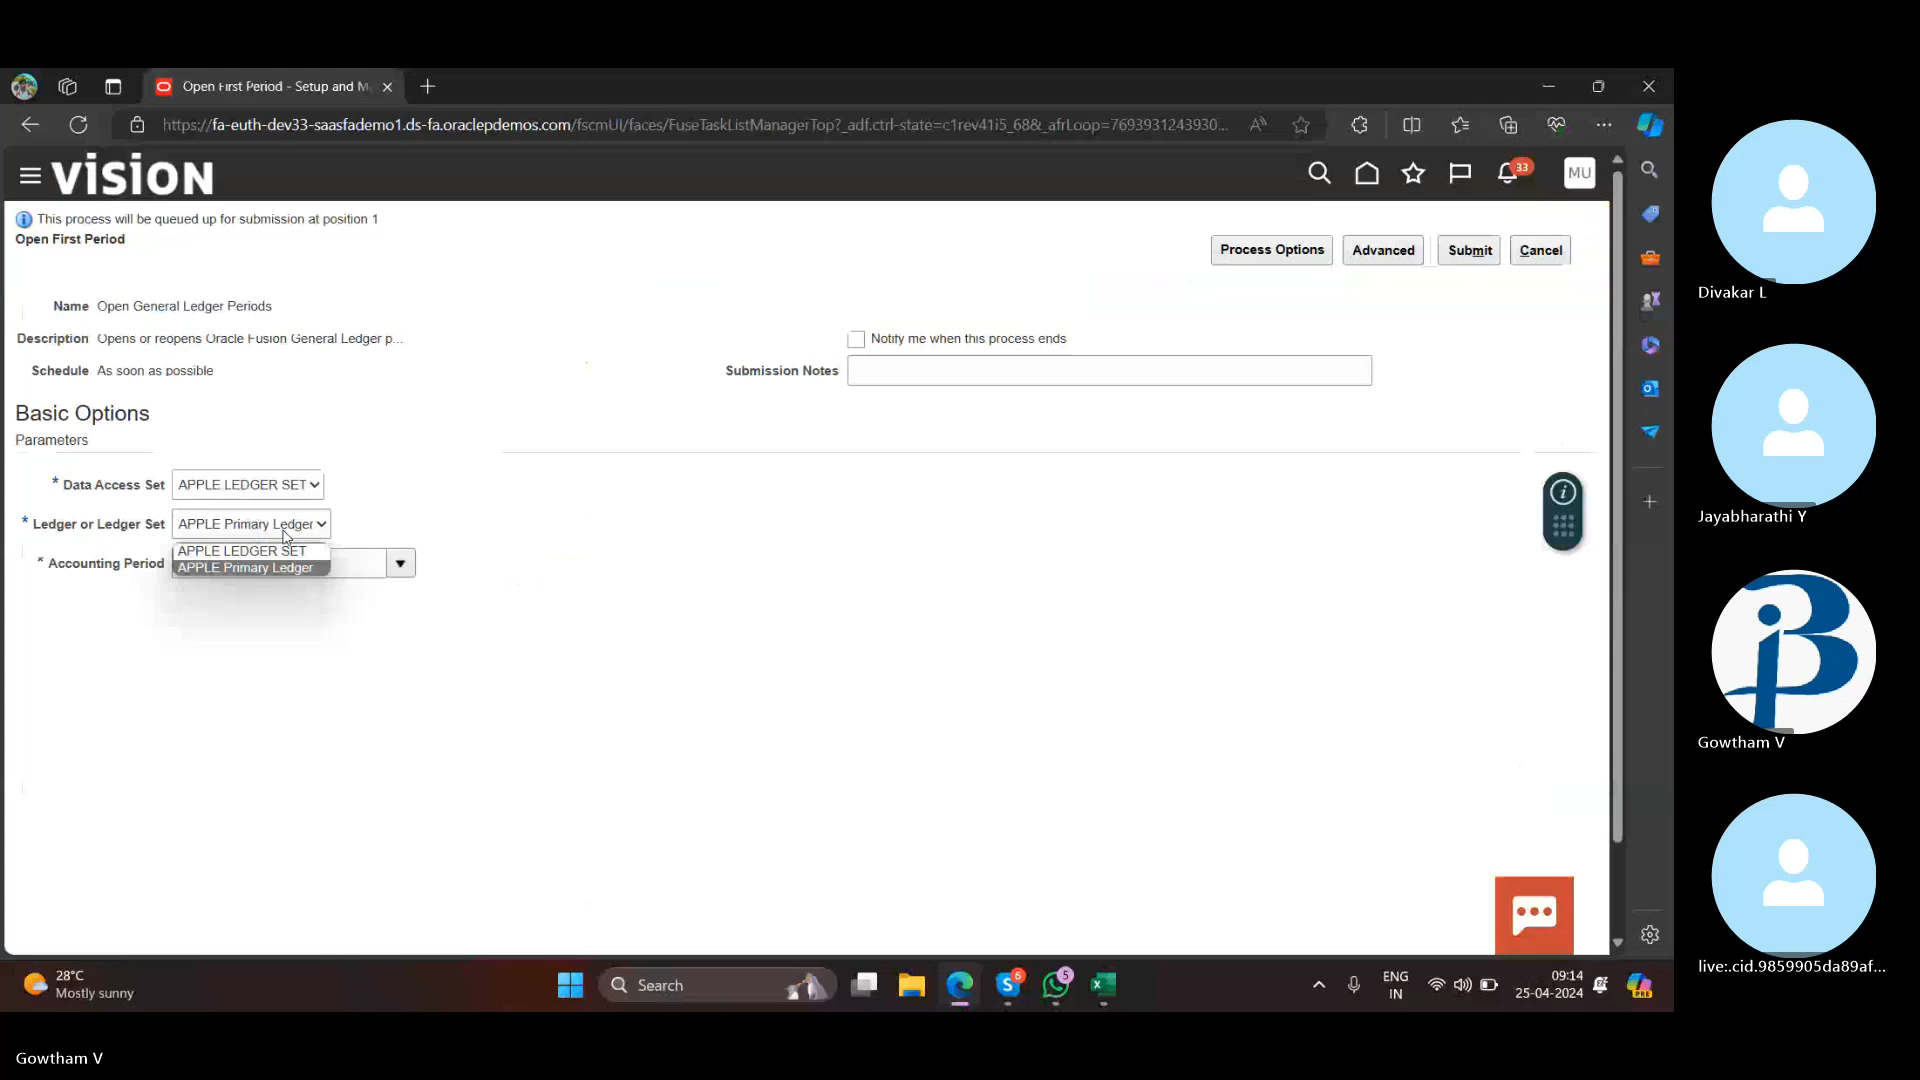 Open First Period - Setup and M
https://fa-euth-dev33-saasfademo1.ds-fa.oraclepdemos.com/fscmUI/faces/FuseTaskListManagerTop?_adf.ctrl-state=c1rev41i5_68&_afrLoop=7693931243930...
vision
33
MU
This process will be queued up for submission at position 1
Open First Period
Process Options
Advanced
Submit
Cancel
Name Open General Ledger Periods
Description Opens or reopens Oracle Fusion General Ledger p...
Notify me when this process ends
Schedule As soon as possible
Submission Notes
Basic Options
Parameters
* Data Access Set APPLE LEDGER SET
* Ledger or Ledger Set APPLE Primary Ledger
APPLE LEDGER SET
* Accounting Period
APPLE Primary Ledger
Divakar L
Jayabharathi Y
Gowtham V
live:.cid.9859905da89af...
28°C
Mostly sunny
Search
6
5
ENG
IN
09:14
25-04-2024
PRE
Gowtham V